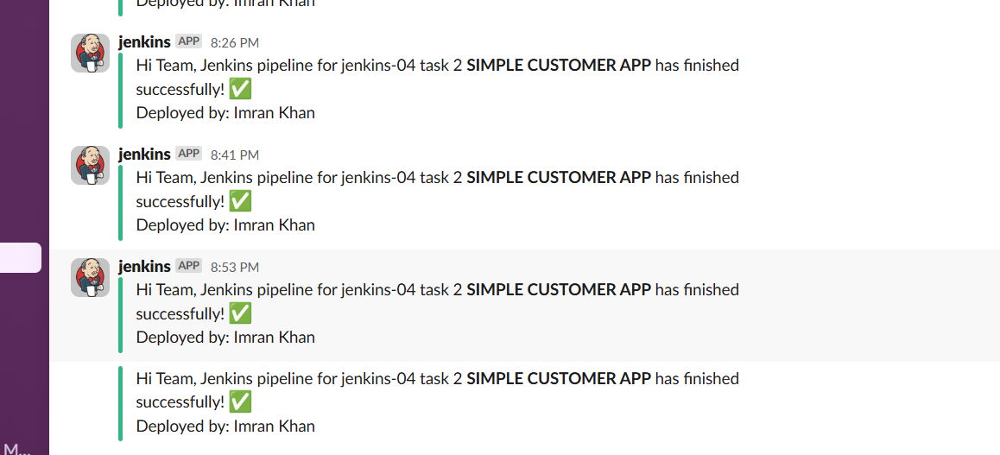 Deployed by: Imran Khan
jenkins APP 8:26 PM
Hi Team, Jenkins pipeline for jenkins-04 task 2 SIMPLE CUSTOMER APP has finished
successfully! ✅
Deployed by: Imran Khan
jenkins APP 8:41 PM
Hi Team, Jenkins pipeline for jenkins-04 task 2 SIMPLE CUSTOMER APP has finished
successfully! ✅
Deployed by: Imran Khan
jenkins APP 8:53 PM
Hi Team, Jenkins pipeline for jenkins-04 task 2 SIMPLE CUSTOMER APP has finished
successfully! ✅
Deployed by: Imran Khan
Hi Team, Jenkins pipeline for jenkins-04 task 2 SIMPLE CUSTOMER APP has finished
successfully! ✅
Deployed by: Imran Khan
M...